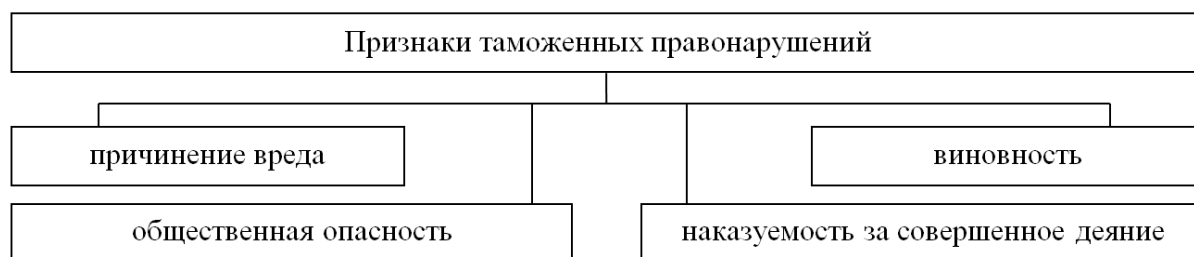 Признаки таможенных правонарушений
причинение вреда
виновность
общественная опасность
наказуемость за совершенное деяние